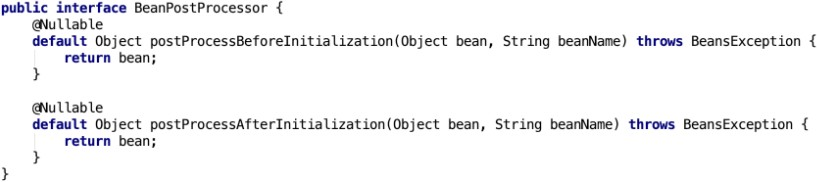 public interface BeanPostProcessor {
    @Nullable
    default Object postProcessBeforeInitialization(Object bean, String beanName) throws BeansException {
        return bean;
    }

    @Nullable
    default Object postProcessAfterInitialization(Object bean, String beanName) throws BeansException {
        return bean;
    }
}